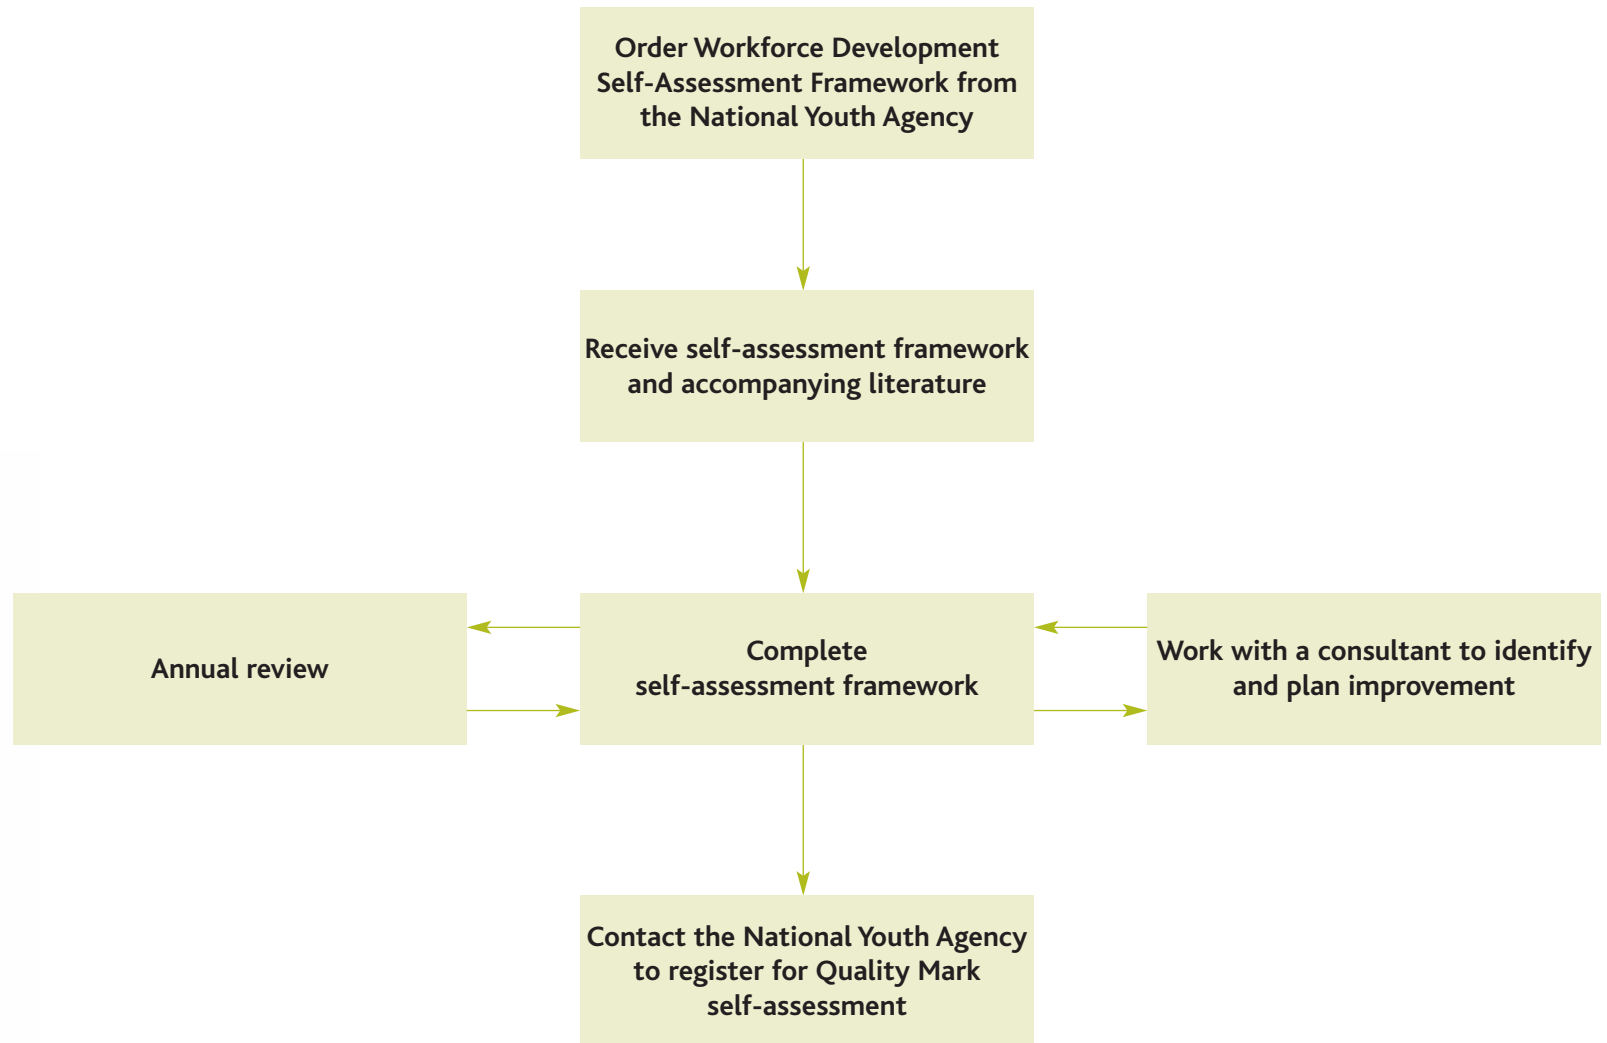 Order Workforce Development
Self-Assessment Framework from
the National Youth Agency
Receive self-assessment framework
and accompanying literature
Annual review
Complete
self-assessment framework
Work with a consultant to identify
and plan improvement
Contact the National Youth Agency
to register for Quality Mark
self-assessment